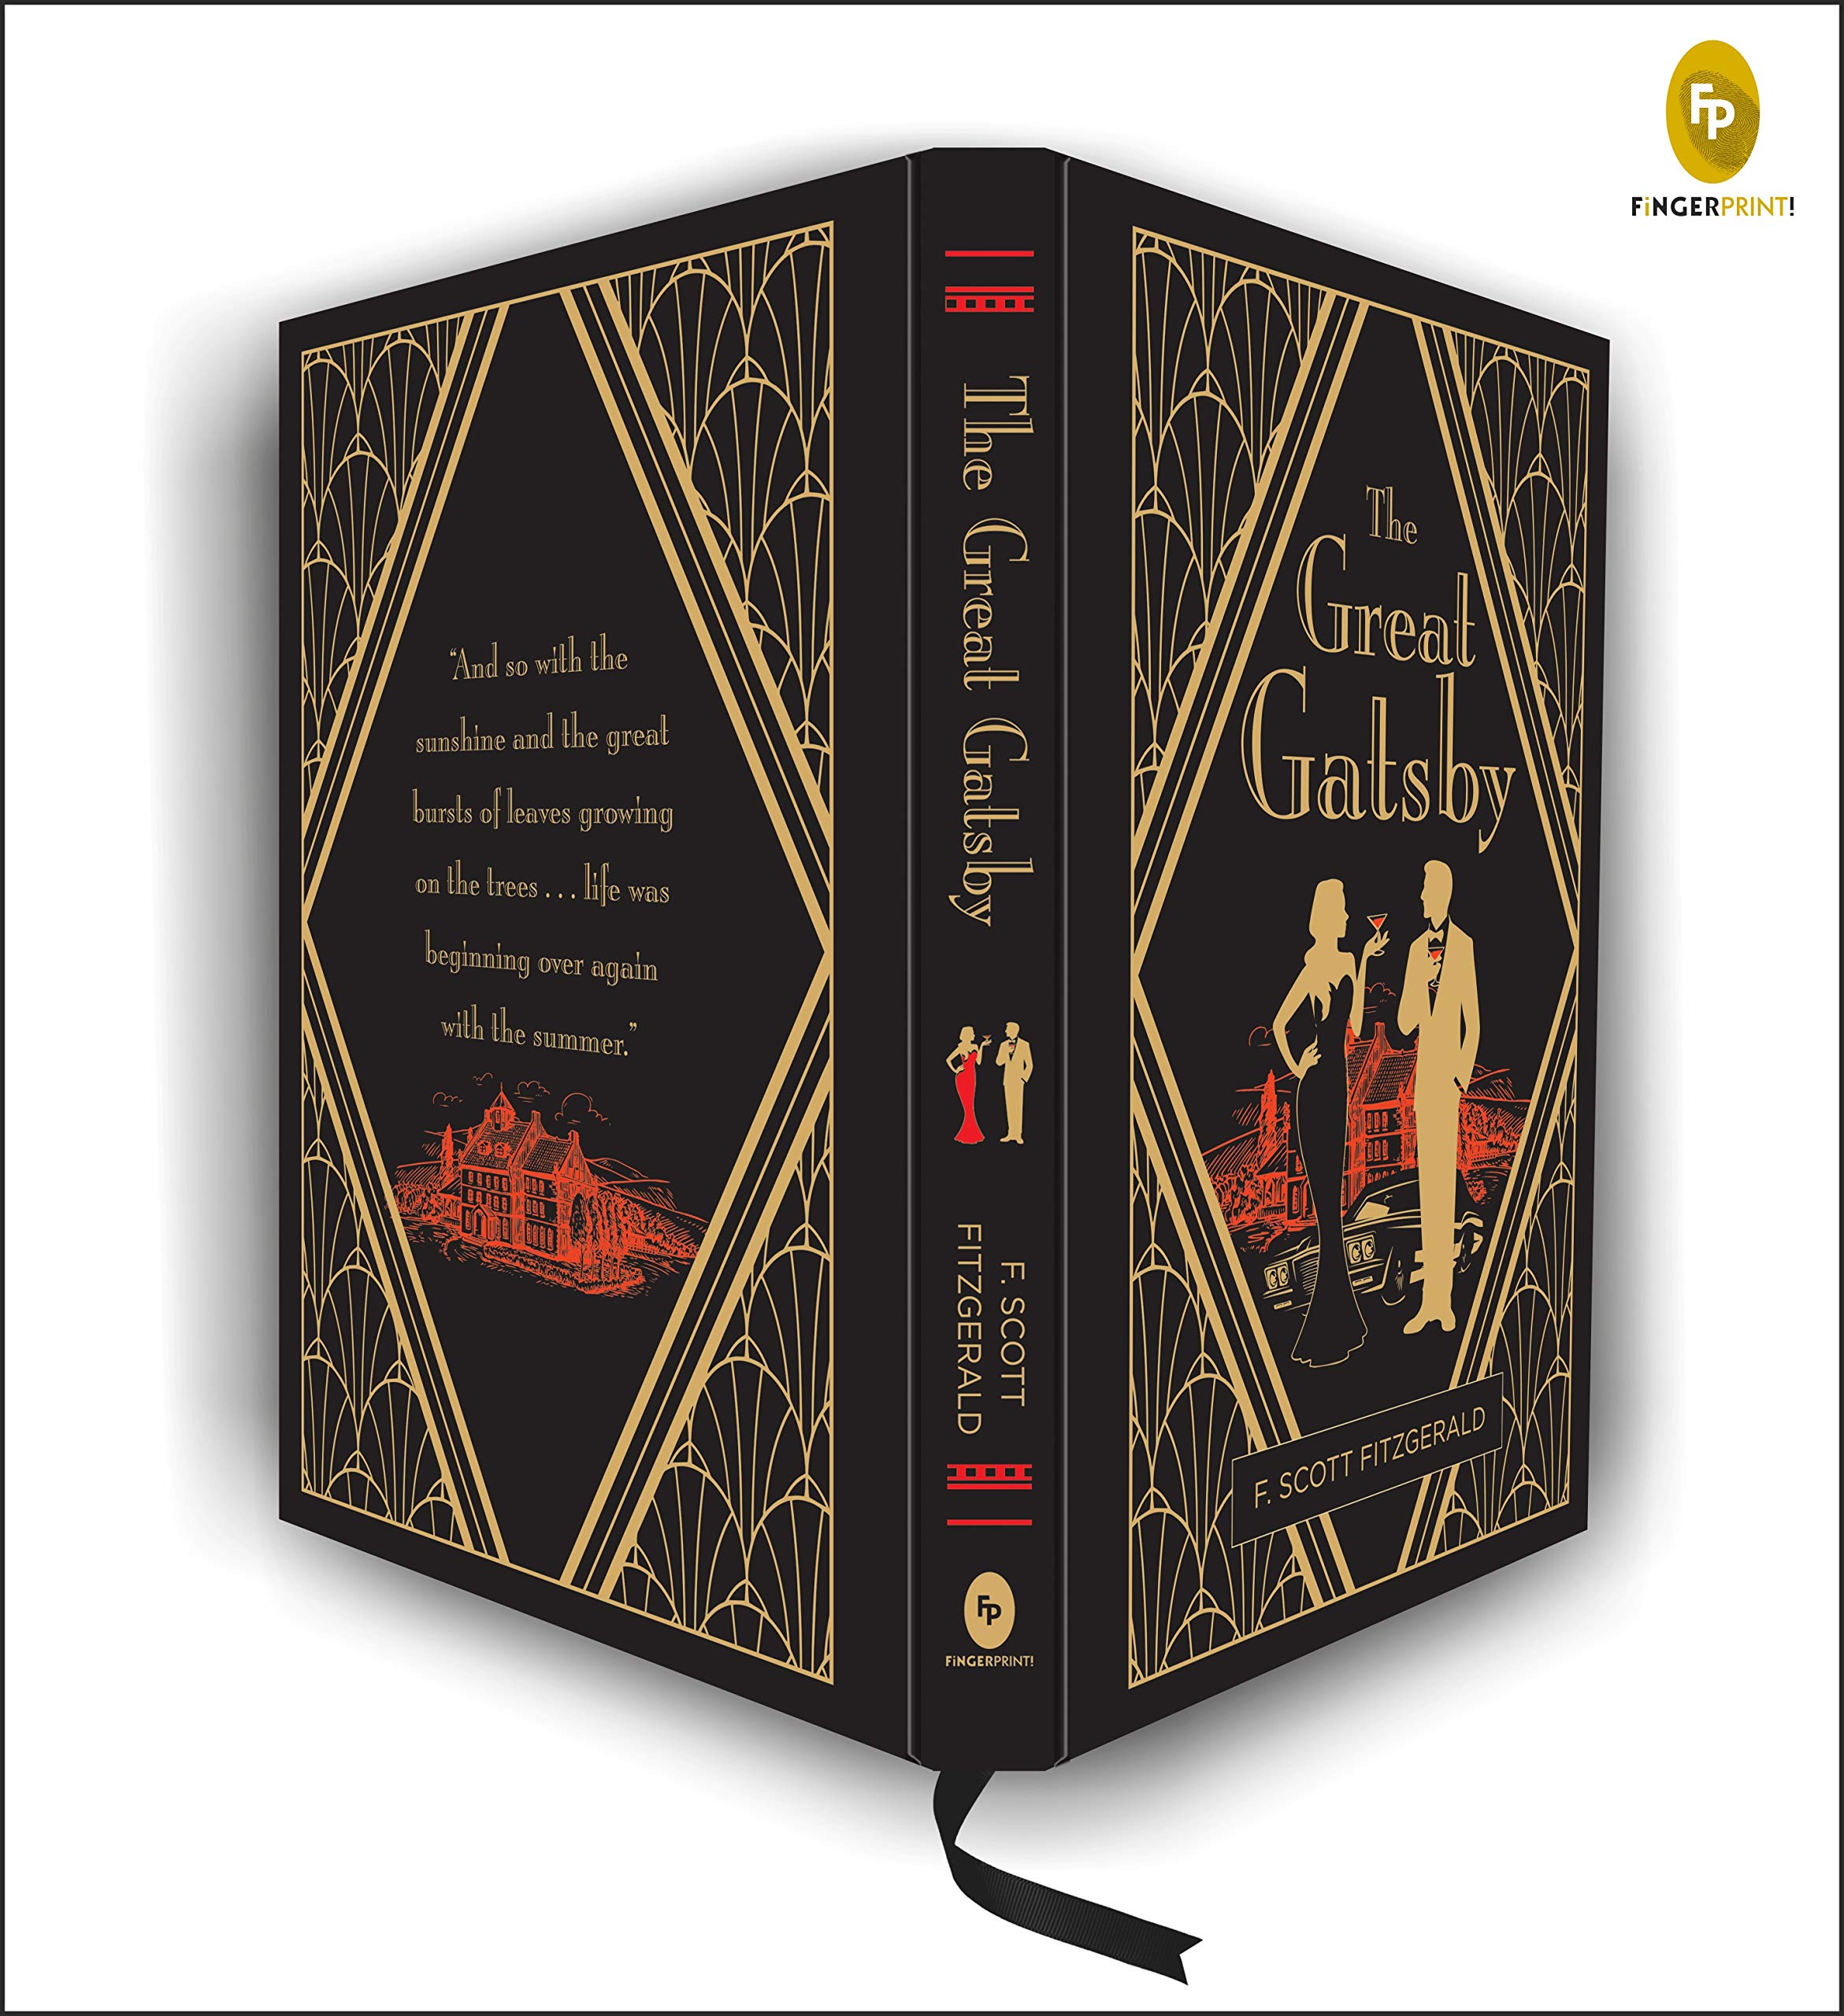 FP
FiNGERPRINT!
“And so with the
sunshine and the great
bursts of leaves growing
on the trees . . . life was
beginning over again
with the summer.”
The Great Gatsby
F. SCOTT
FITZGERALD
FP
FiNGERPRINT!
The
Great
Gatsby
F. SCOTT FITZGERALD